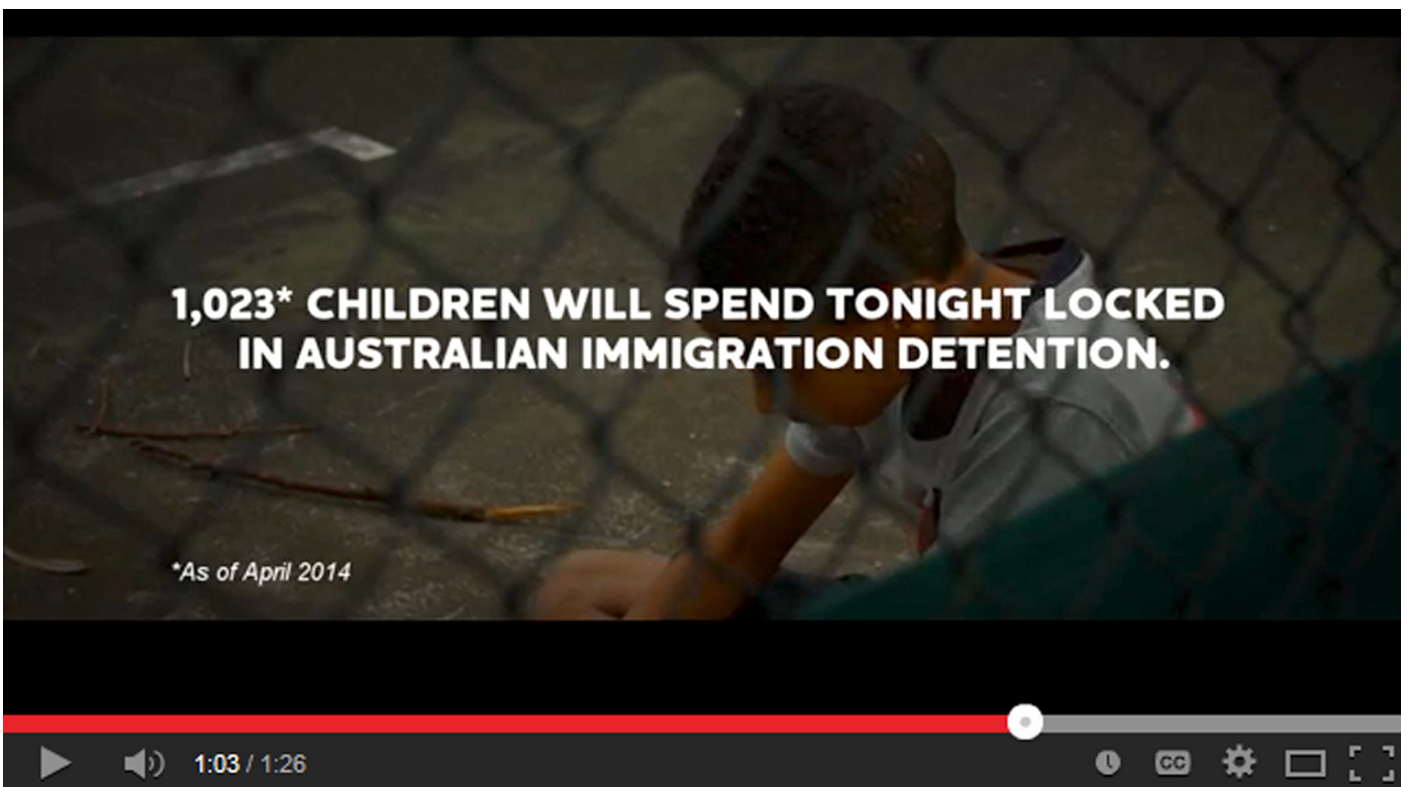 1,023* CHILDREN WILL SPEND TONIGHT LOCKED
IN AUSTRALIAN IMMIGRATION DETENTION.
*As of April 2014
1:03 / 1:26
CC